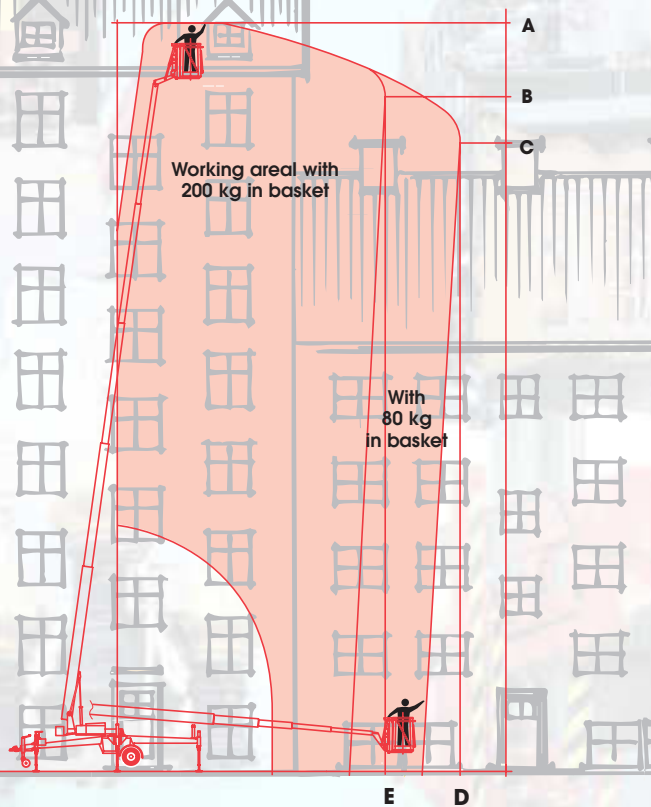 A
B
Working areal with
200 kg in basket
C
With
80 kg
in basket
E
D